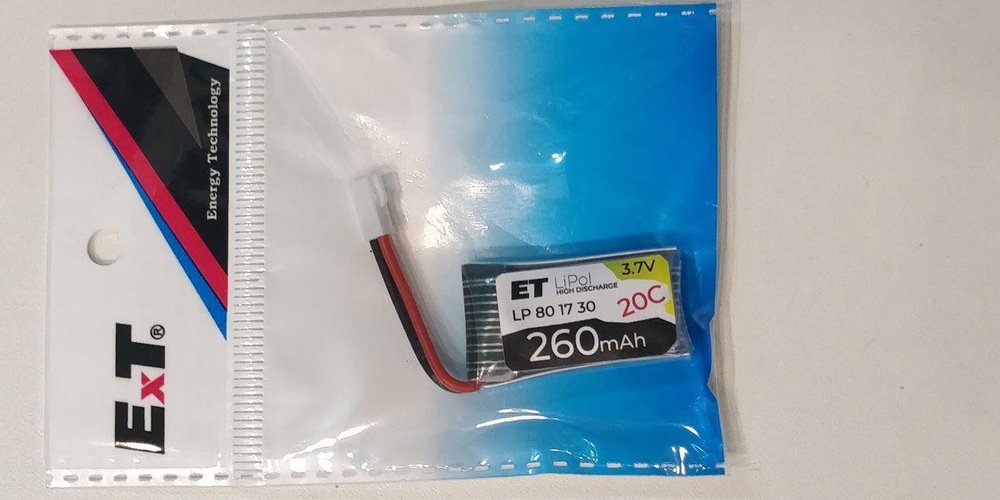 Energy Technology
ExT®
ET LiPol
HIGH DISCHARGE
3.7V
LP 80 17 30
20C
260mAh